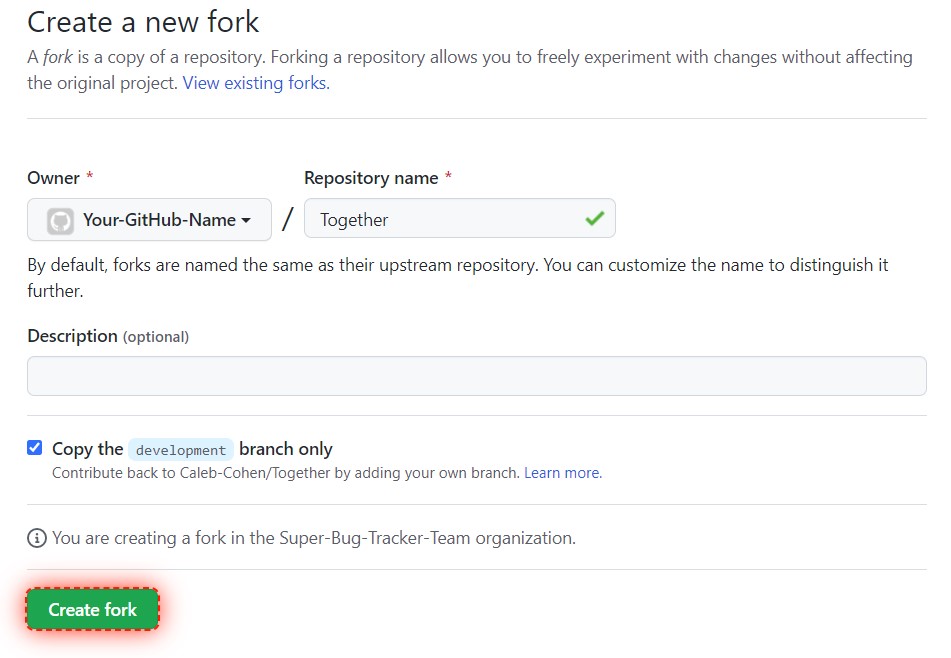 Create a new fork
A fork is a copy of a repository. Forking a repository allows you to freely experiment with changes without affecting
the original project. View existing forks.
Owner *
Repository name *
Your-GitHub-Name
/
Together
By default, forks are named the same as their upstream repository. You can customize the name to distinguish it
further.
Description (optional)
Copy the development branch only
Contribute back to Caleb-Cohen/Together by adding your own branch. Learn more.
You are creating a fork in the Super-Bug-Tracker-Team organization.
Create fork